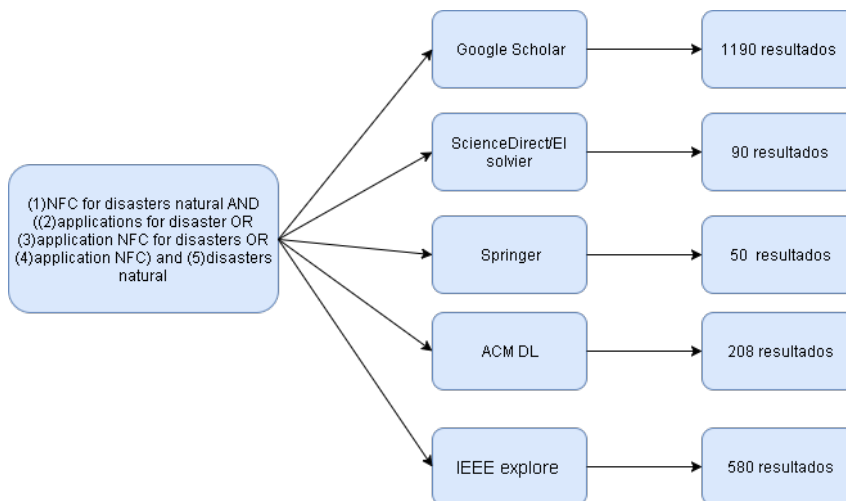 Google Scholar
1190 resultados
ScienceDirect/El
solvier
90 resultados
(1)NFC for disasters natural AND
((2)applications for disaster OR
(3)application NFC for disasters OR
(4)application NFC) and (5)disasters
natural
Springer
50 resultados
ACM DL
208 resultados
IEEE explore
580 resultados